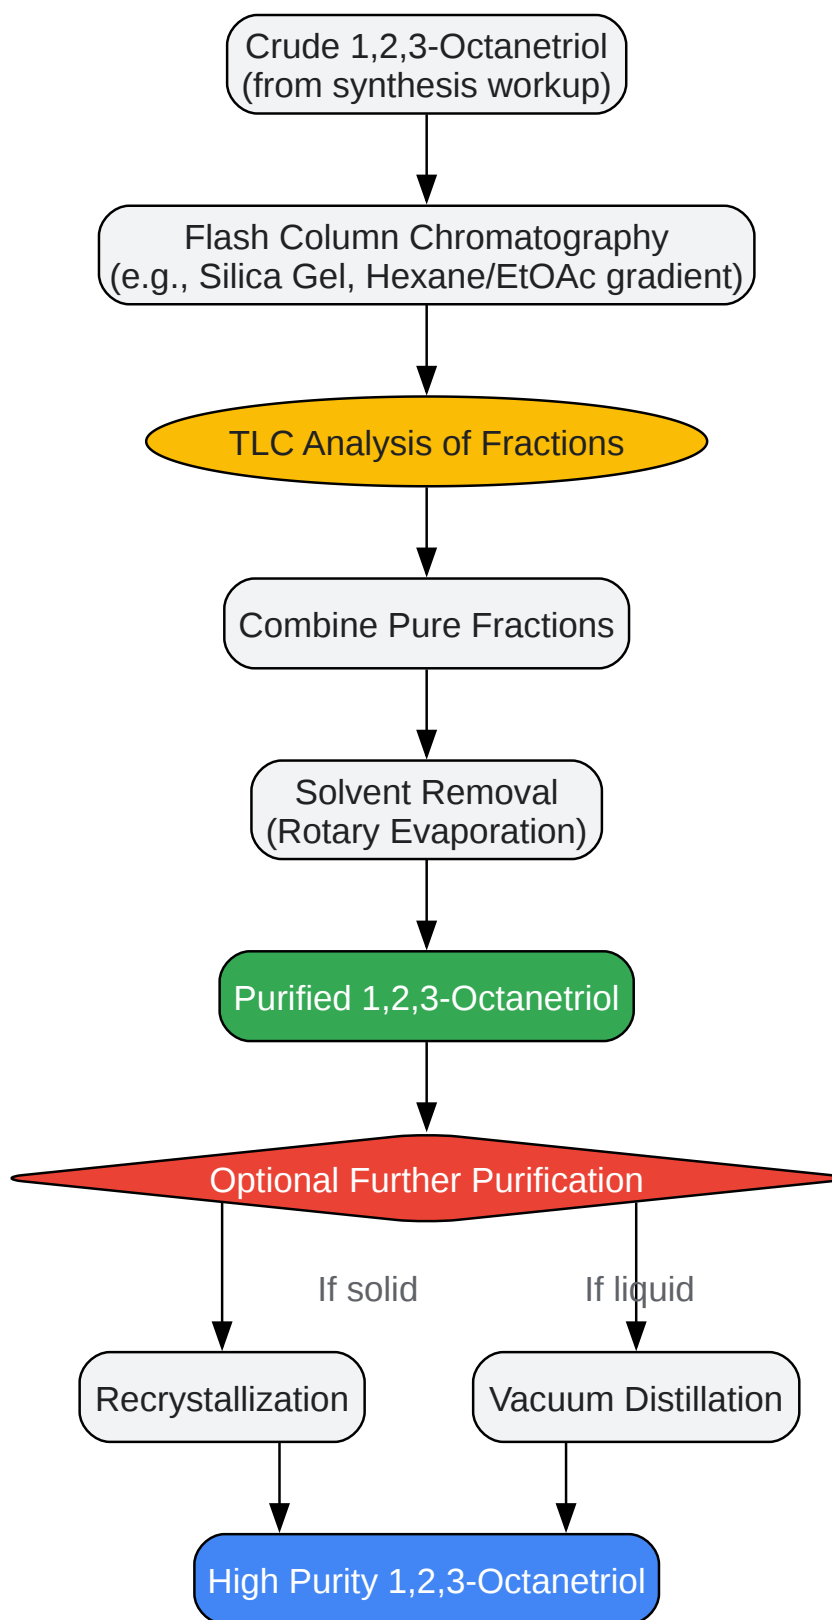 Crude 1,2,3-Octanetriol
(from synthesis workup)
Flash Column Chromatography
(e.g., Silica Gel, Hexane/EtOAc gradient)
TLC Analysis of Fractions
Combine Pure Fractions
Solvent Removal
(Rotary Evaporation)
Purified 1,2,3-Octanetriol
Optional Further Purification
If solid
If liquid
Recrystallization
Vacuum Distillation
High Purity 1,2,3-Octanetriol